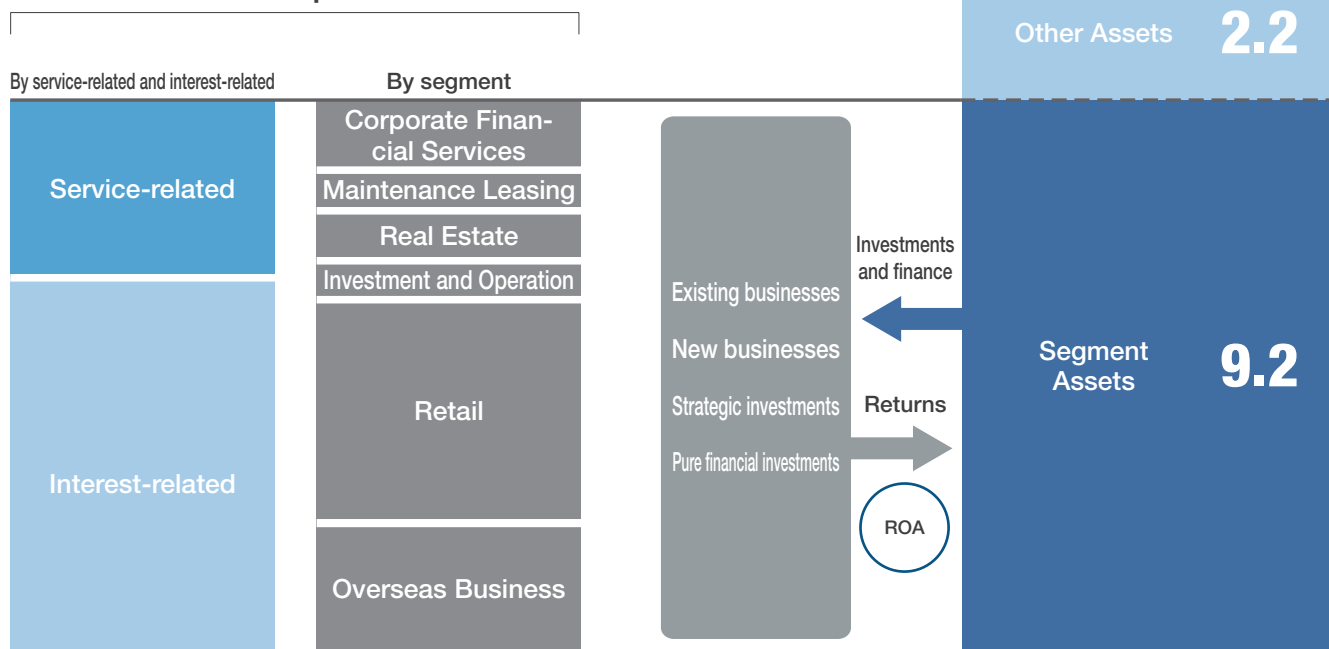 Other Assets 2.2
By service-related and interest-related
By segment
Service-related
Interest-related
Corporate Finan-
cial Services
Maintenance Leasing
Real Estate
Investment and Operation
Retail
Overseas Business
Existing businesses
New businesses
Strategic investments
Pure financial investments
Investments
and finance
Returns
ROA
Segment
Assets
9.2